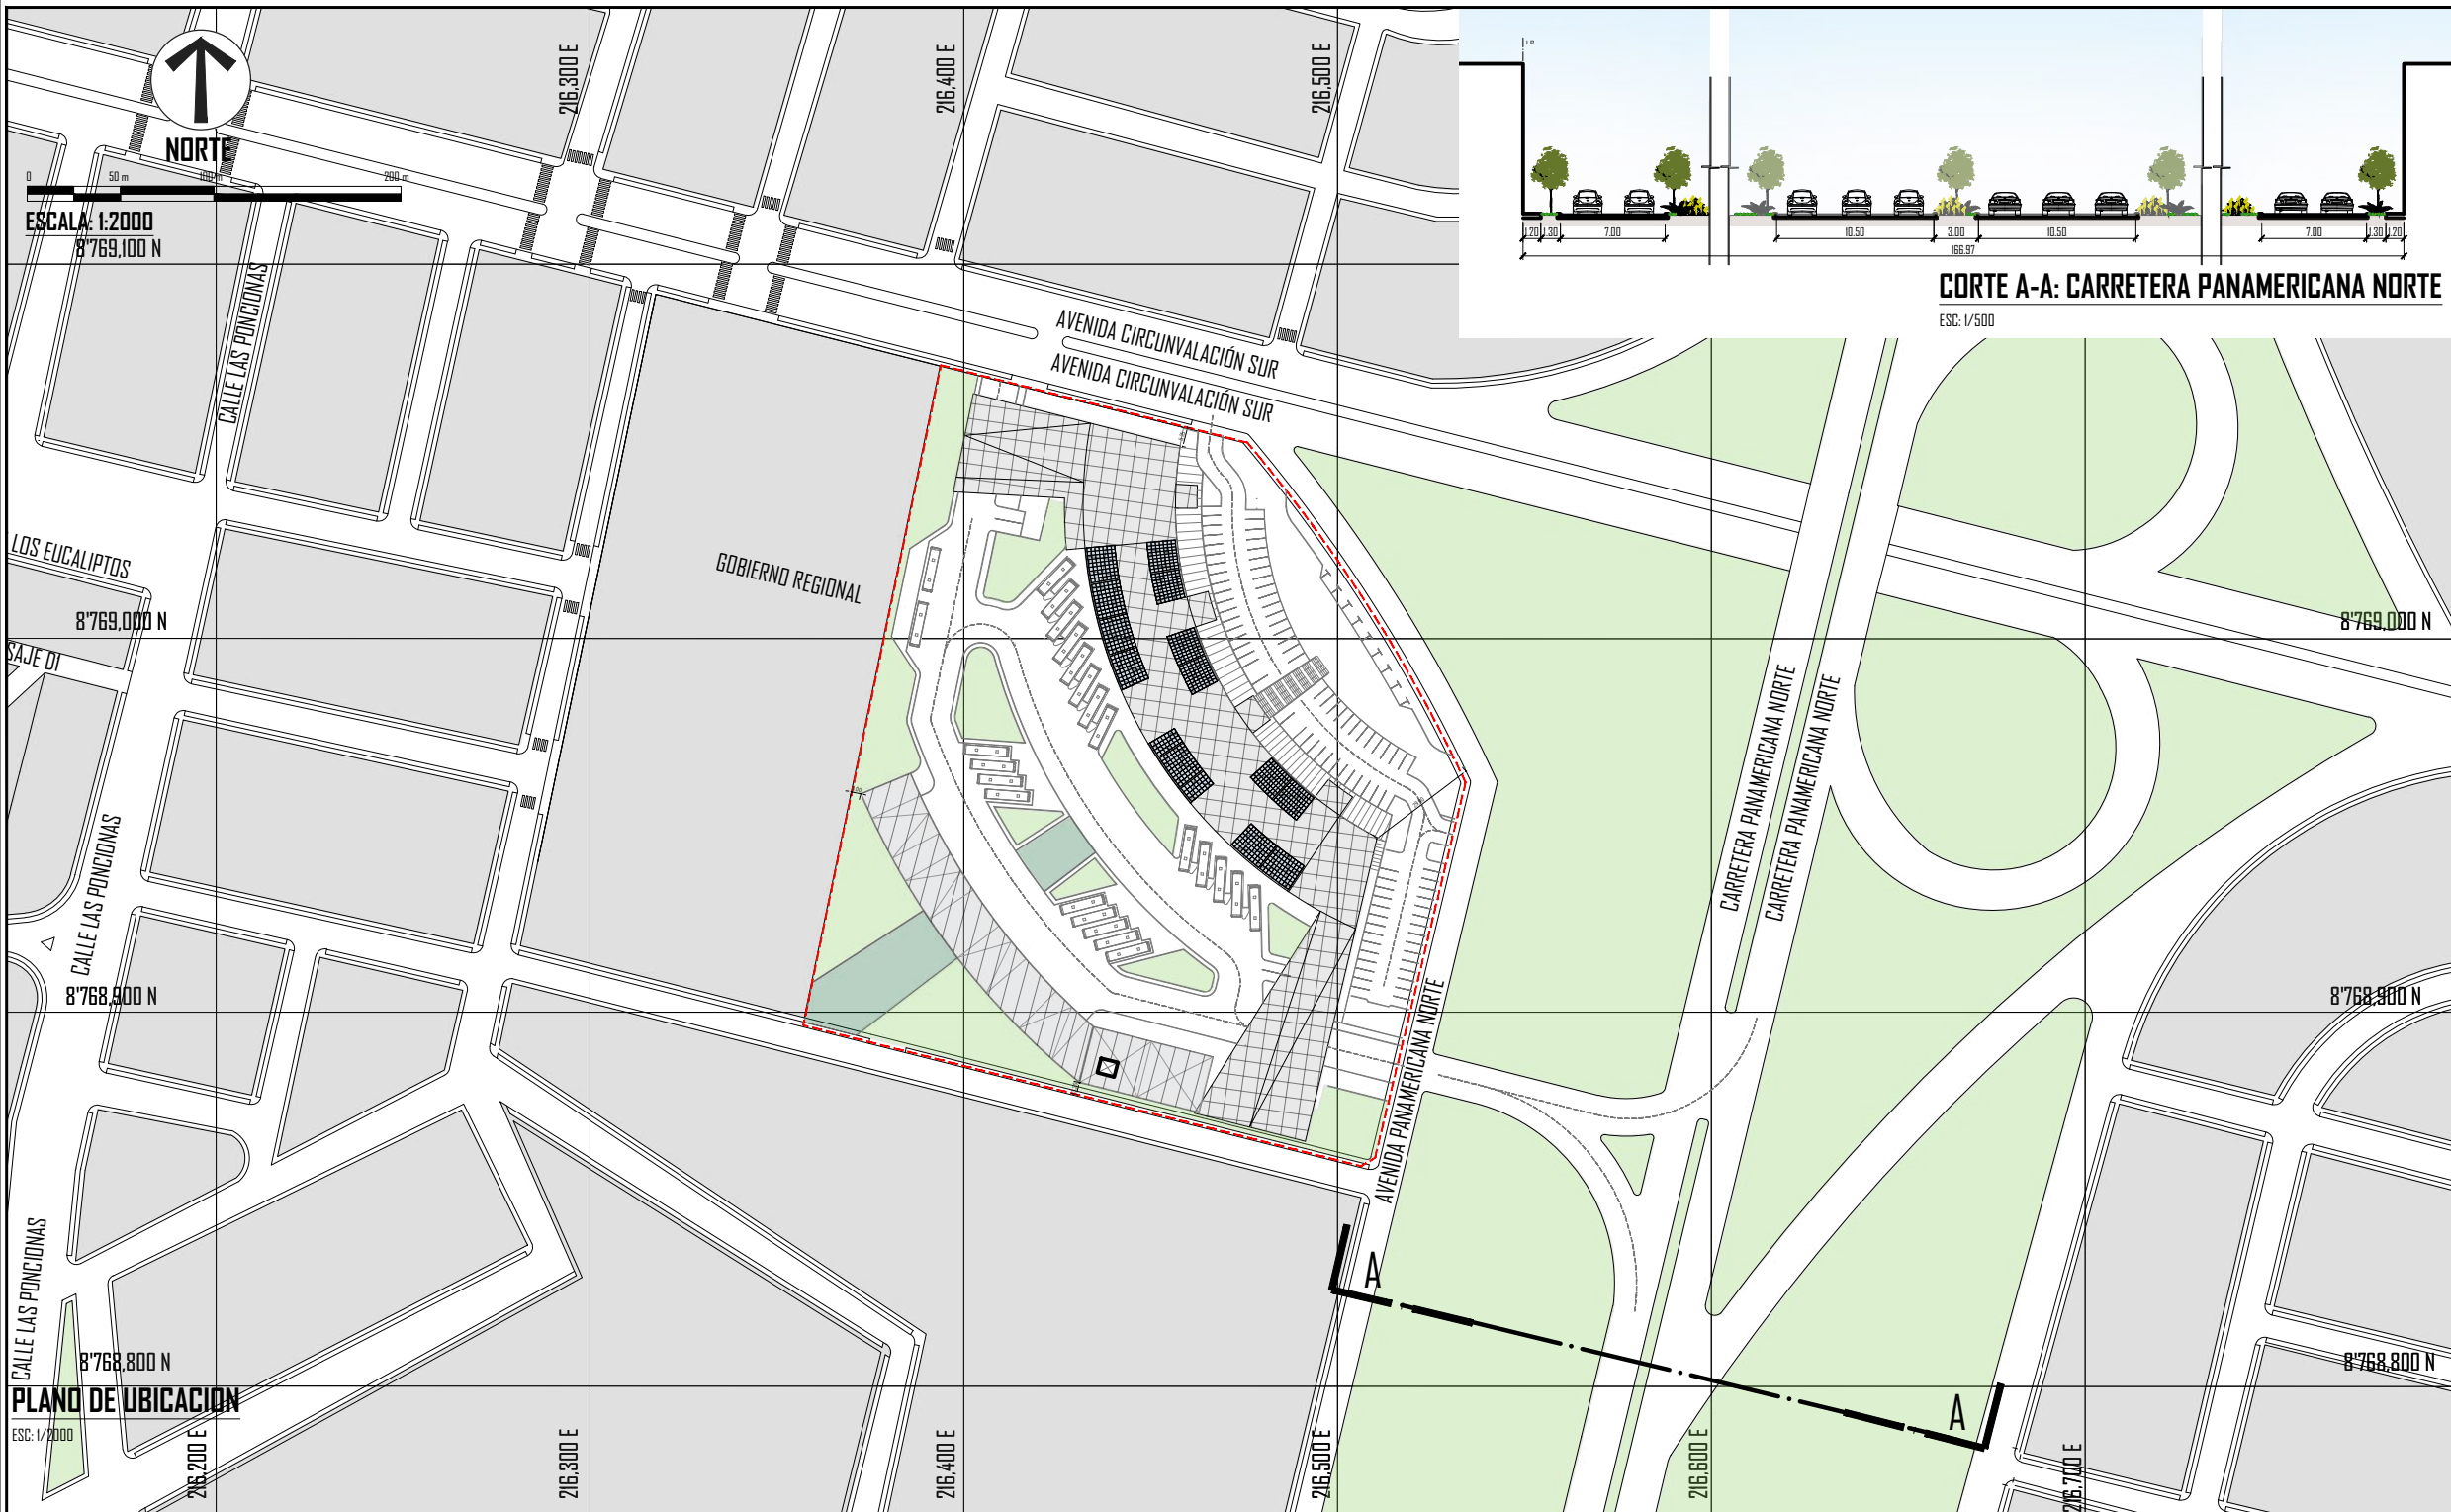 NORTE
0 50 m 100 m 200 m
ESCALA: 1:2000
8'769,100 N
216,300 E
216,400 E
216,500 E
LP
1.20 1.30 7.00 10.50 3.00 10.50 7.00 1.30 1.20
166.97
CORTE A-A: CARRETERA PANAMERICANA NORTE
ESC: 1/500
CALLE LAS PONCIONAS
AVENIDA CIRCUNVALACIÓN SUR
AVENIDA CIRCUNVALACIÓN SUR
LOS EUCALIPTOS
GOBIERNO REGIONAL
8'769,000 N
8'769,000 N
SAJE D1
CARRETERA PANAMERICANA NORTE
CARRETERA PANAMERICANA NORTE
CALLE LAS PONCIONAS
8'768,900 N
8'768,900 N
AVENIDA PANAMERICANA NORTE
CALLE LAS PONCIONAS
A
A
8'768,800 N
8'768,800 N
PLANO DE UBICACION
ESC: 1/2000
216,200 E
216,300 E
216,400 E
216,500 E
216,600 E
216,700 E